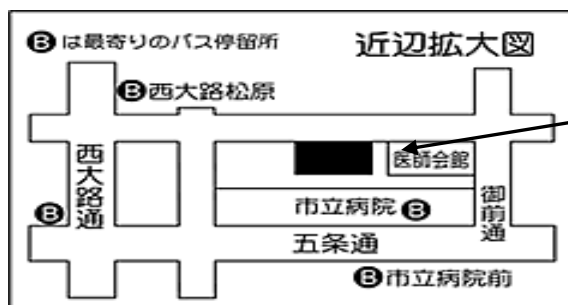 Bは最寄りのバス停留所
近辺拡大図
B西大路松原
医師会館
西大路通
B
市立病院B
御前通
五条通
B市立病院前